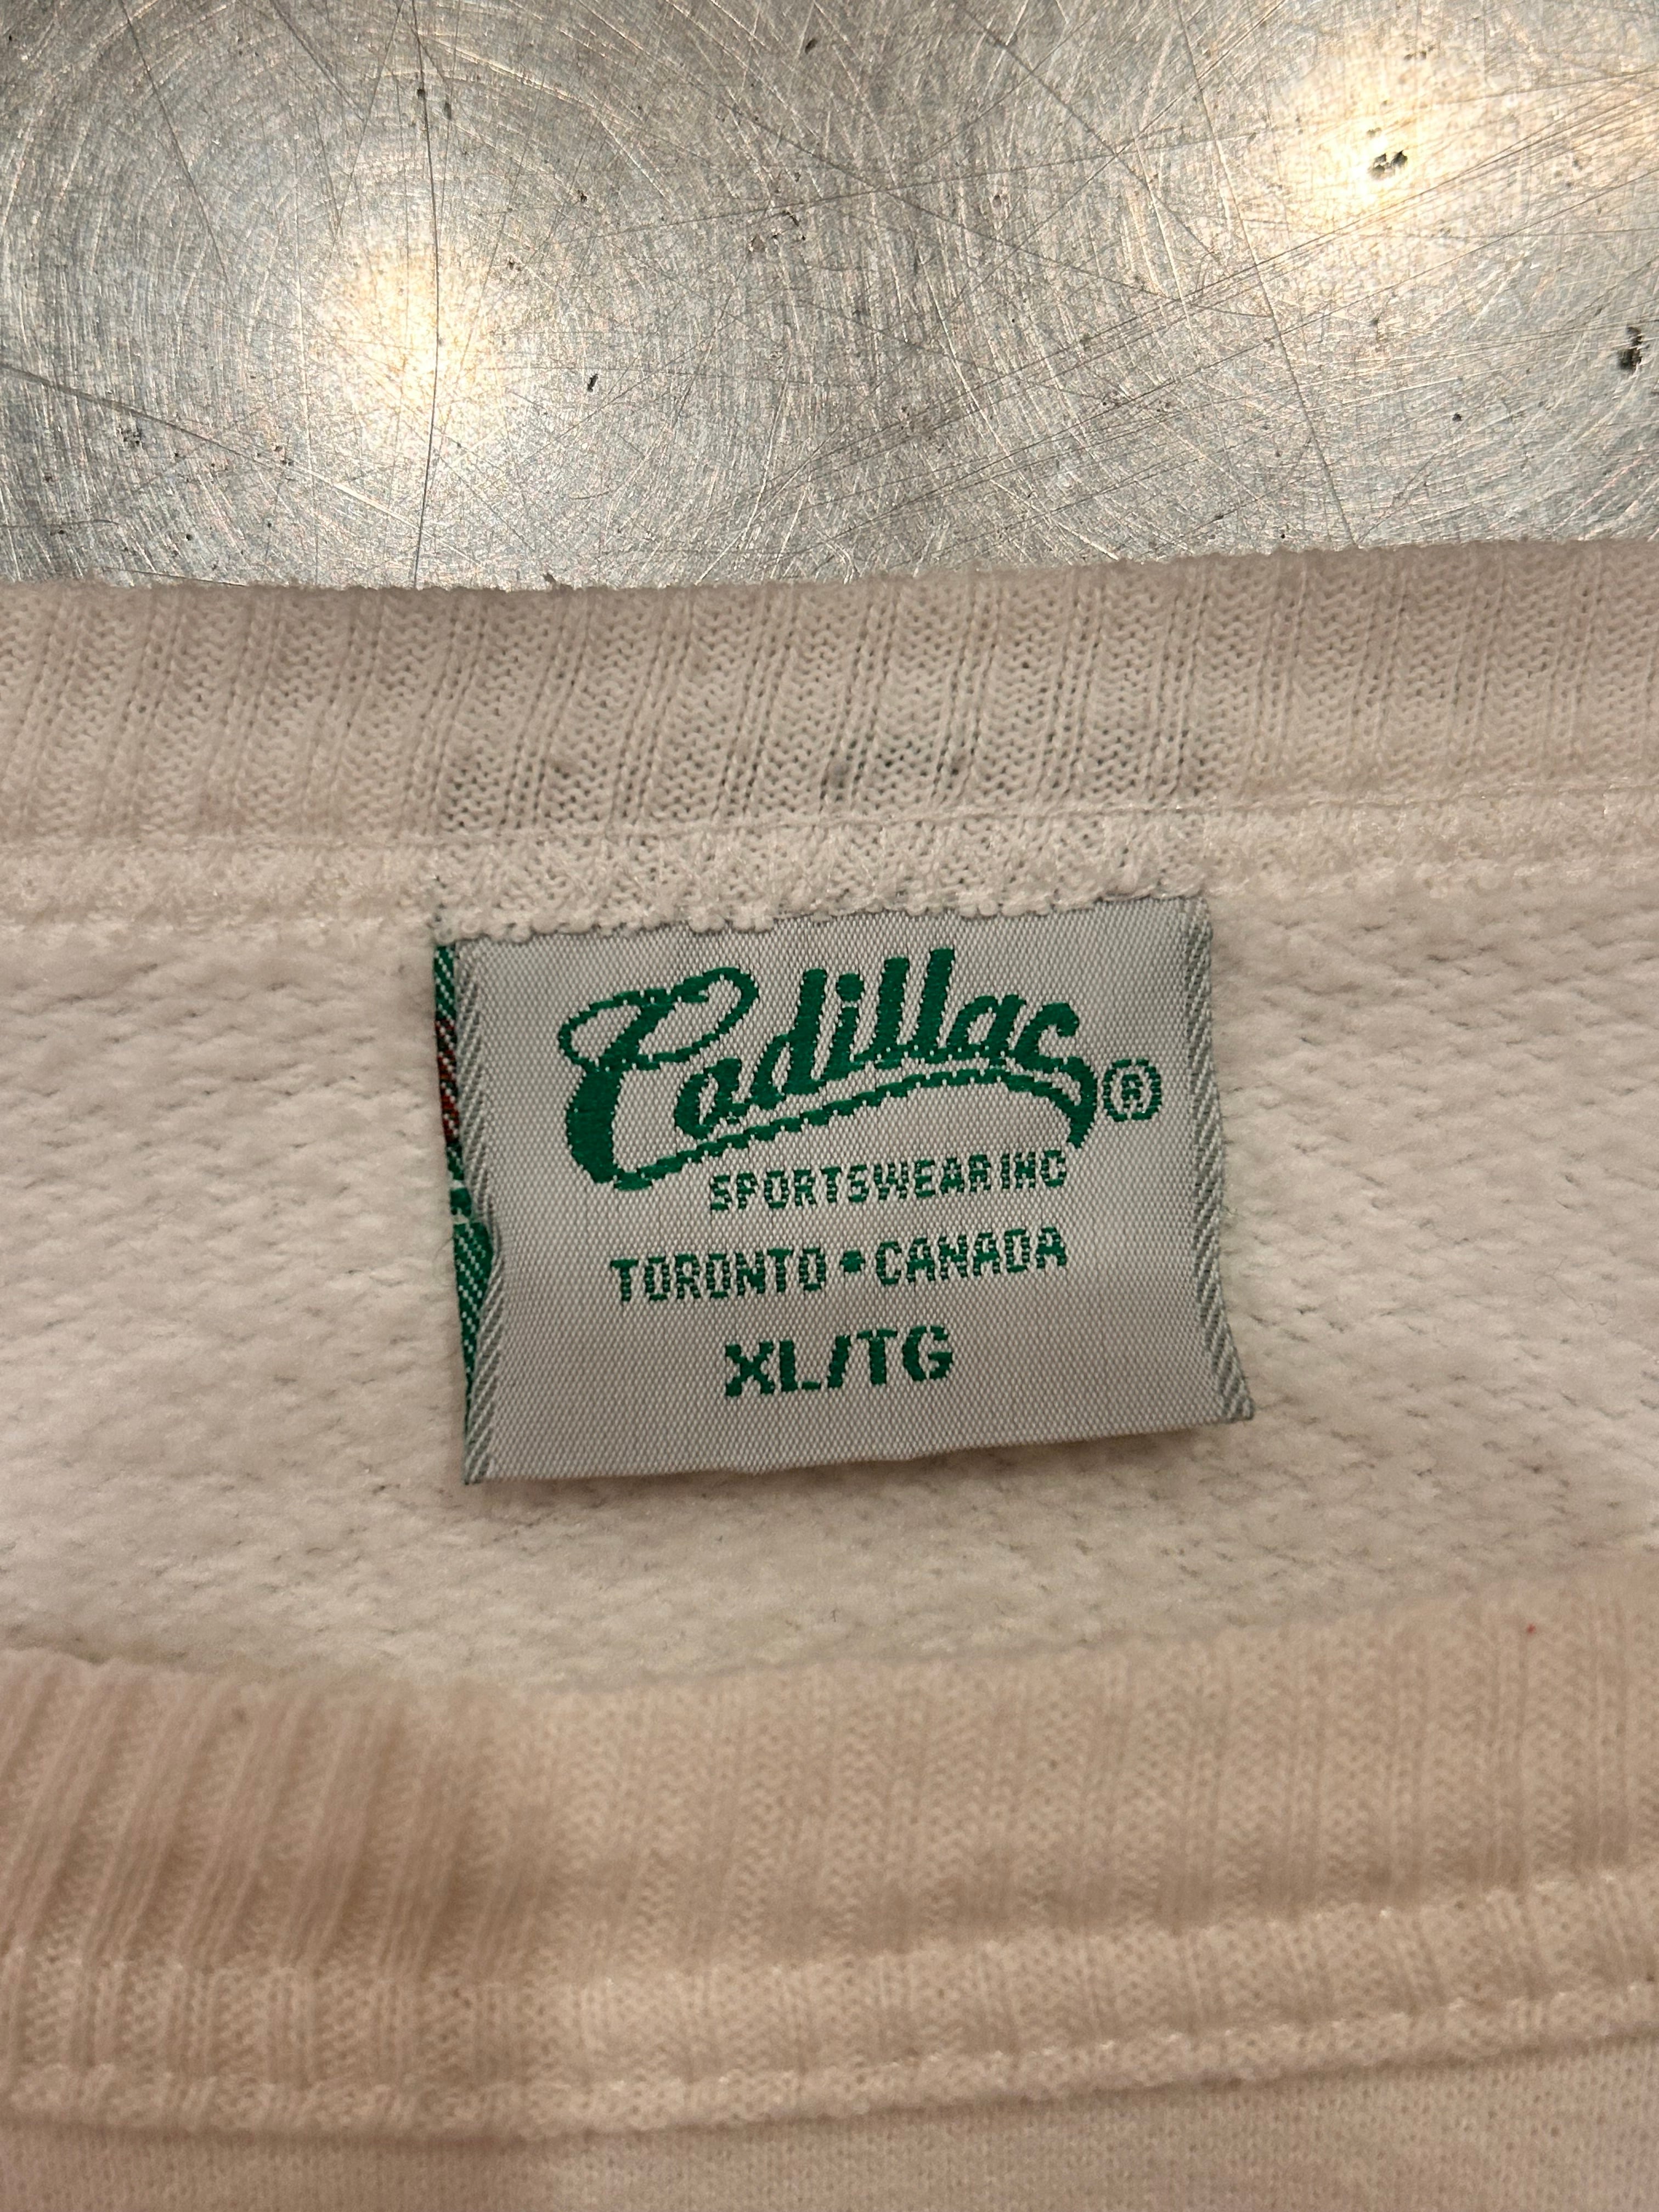 Cadillac®
SPORTSWEAR INC
TORONTO • CANADA
XL/TG